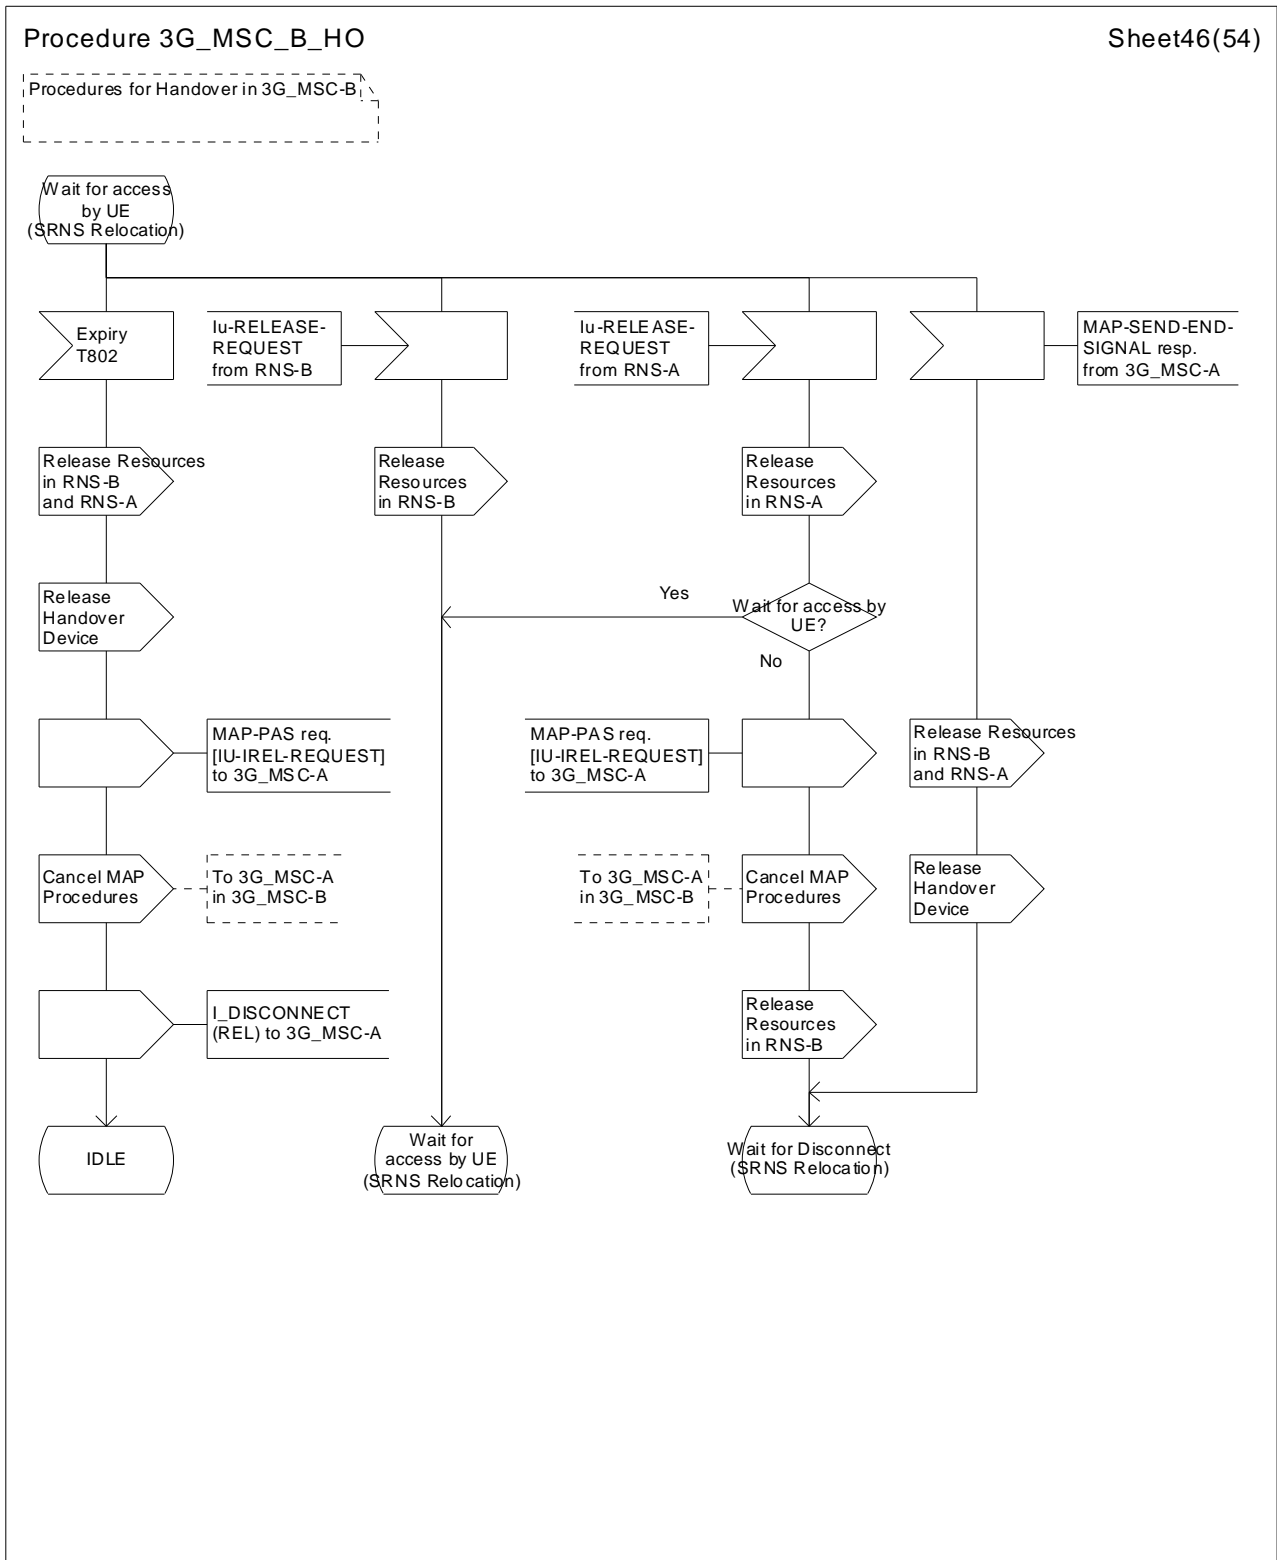 Procedure 3G_MSC_B_HO
Sheet46(54)
Procedures for Handover in 3G_MSC-B
Wait for access
by UE
(SRNS Relocation)
Expiry
T802
Iu-RELEASE-
REQUEST
from RNS-B
Iu-RELEASE-
REQUEST
from RNS-A
MAP-SEND-END-
SIGNAL resp.
from 3G_MSC-A
Release Resources
in RNS-B
and RNS-A
Release
Resources
in RNS-B
Release
Resources
in RNS-A
Release
Handover
Device
Yes
Wait for access by
UE?
No
MAP-PAS req.
[IU-IREL-REQUEST]
to 3G_MSC-A
MAP-PAS req.
[IU-IREL-REQUEST]
to 3G_MSC-A
Release Resources
in RNS-B
and RNS-A
Cancel MAP
Procedures
To 3G_MSC-A
in 3G_MSC-B
To 3G_MSC-A
in 3G_MSC-B
Cancel MAP
Procedures
Release
Handover
Device
I_DISCONNECT
(REL) to 3G_MSC-A
Release
Resources
in RNS-B
IDLE
Wait for
access by UE
(SRNS Relocation)
Wait for Disconnect
(SRNS Relocation)